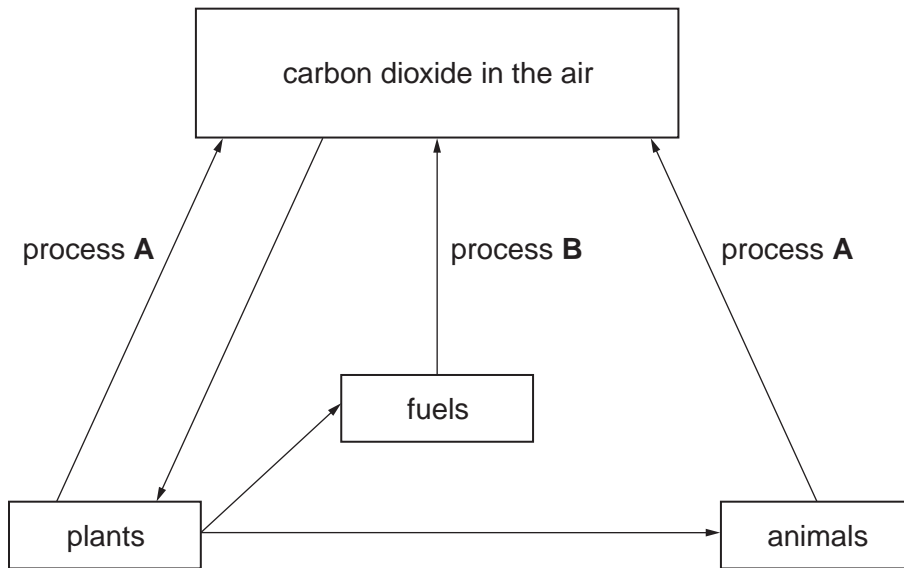 carbon dioxide in the air
process A
process B
process A
fuels
plants
animals